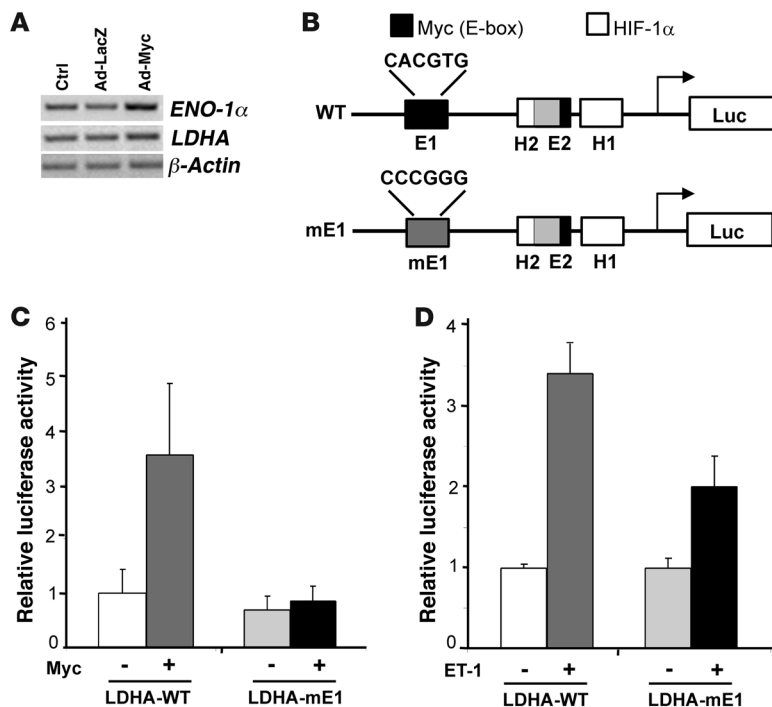 A
Ctrl
Ad-LacZ
Ad-Myc
ENO-1α
LDHA
β-Actin
B
Myc (E-box)
HIF-1α
CACGTG
WT
E1
H2 E2 H1
Luc
CCCGGG
mE1
mE1
H2 E2 H1
Luc
C
Relative luciferase activity
6
5
4
3
2
1
0
Myc - + - +
LDHA-WT LDHA-mE1
D
Relative luciferase activity
4
3
2
1
0
ET-1 - + - +
LDHA-WT LDHA-mE1